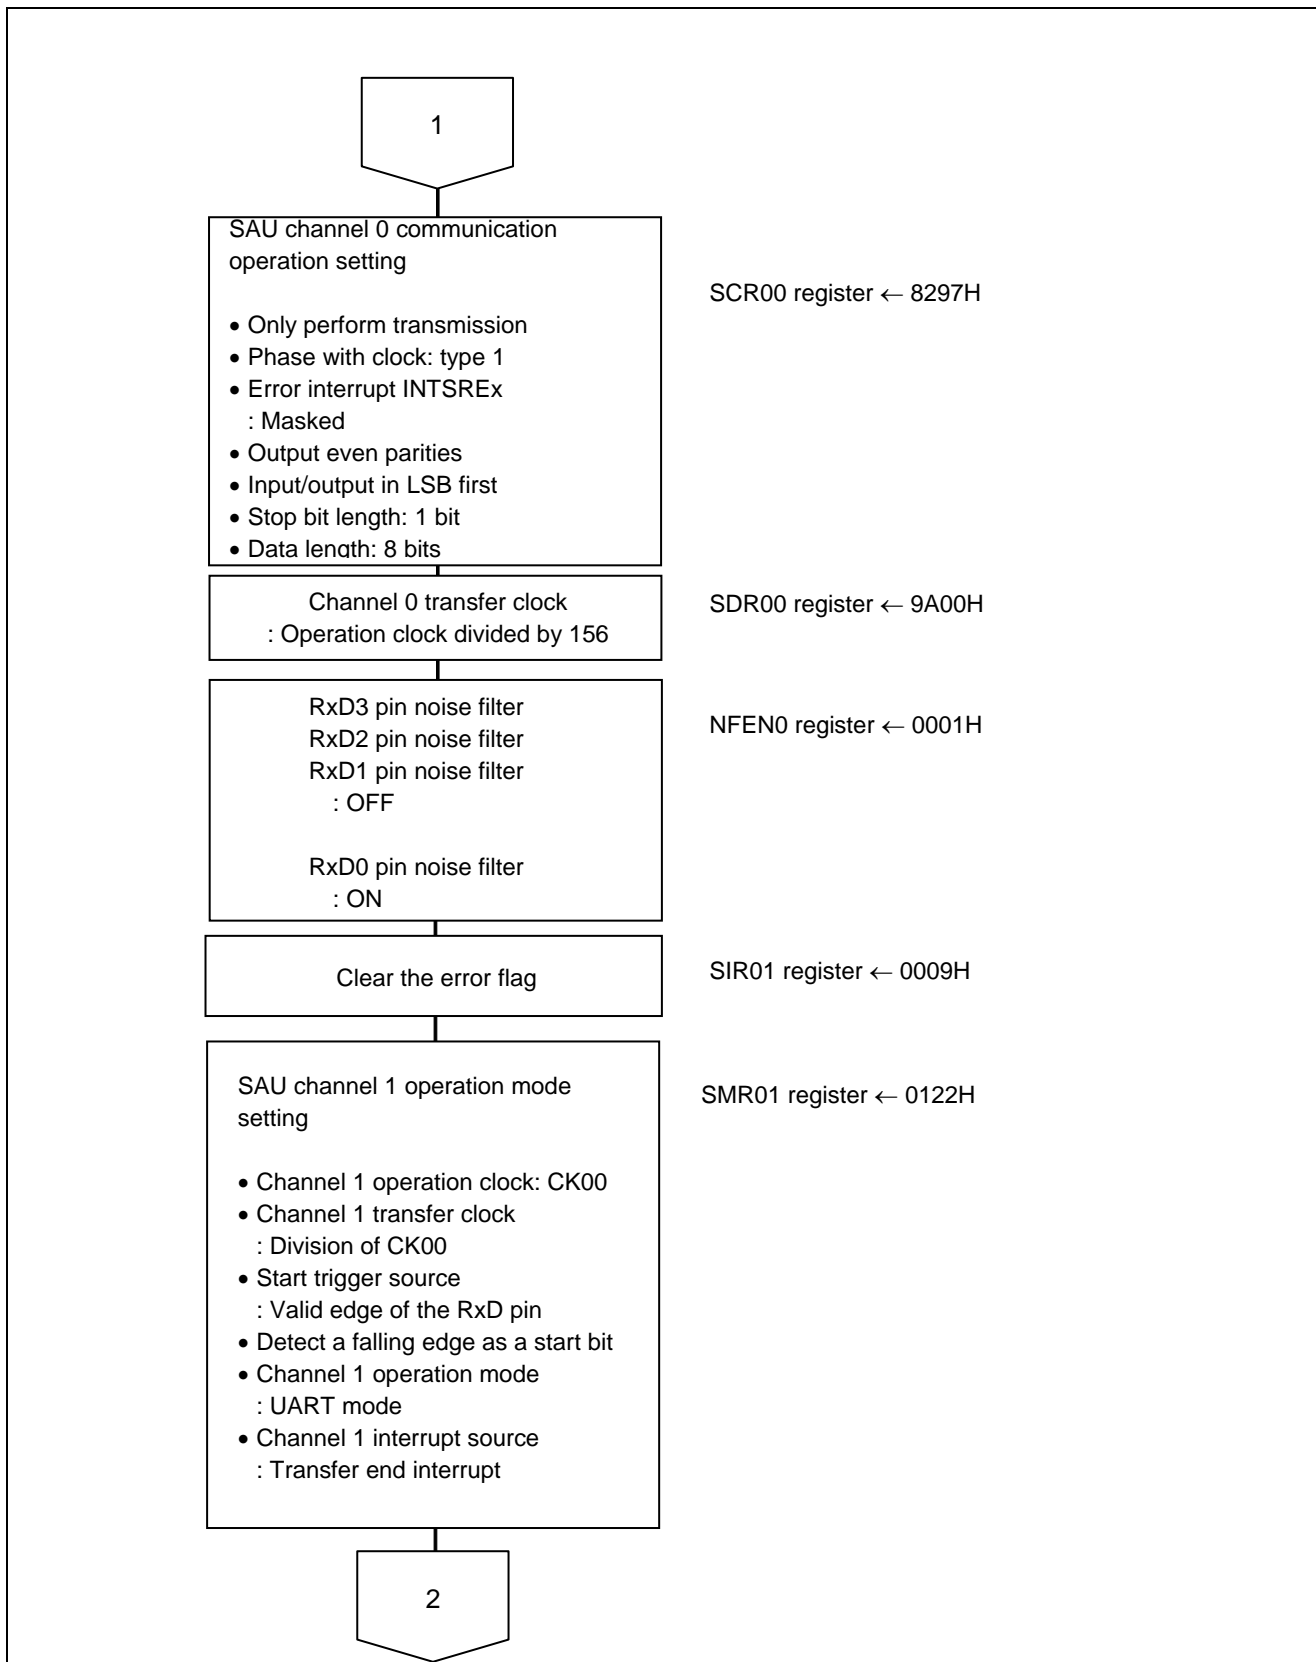 1
SAU channel 0 communication
operation setting
• Only perform transmission
• Phase with clock: type 1
• Error interrupt INTSREx
: Masked
• Output even parities
• Input/output in LSB first
• Stop bit length: 1 bit
• Data length: 8 bits
SCR00 register ← 8297H
Channel 0 transfer clock
: Operation clock divided by 156
SDR00 register ← 9A00H
RxD3 pin noise filter
RxD2 pin noise filter
RxD1 pin noise filter
: OFF
RxD0 pin noise filter
: ON
NFEN0 register ← 0001H
Clear the error flag
SIR01 register ← 0009H
SAU channel 1 operation mode
setting
• Channel 1 operation clock: CK00
• Channel 1 transfer clock
: Division of CK00
• Start trigger source
: Valid edge of the RxD pin
• Detect a falling edge as a start bit
• Channel 1 operation mode
: UART mode
• Channel 1 interrupt source
: Transfer end interrupt
SMR01 register ← 0122H
2